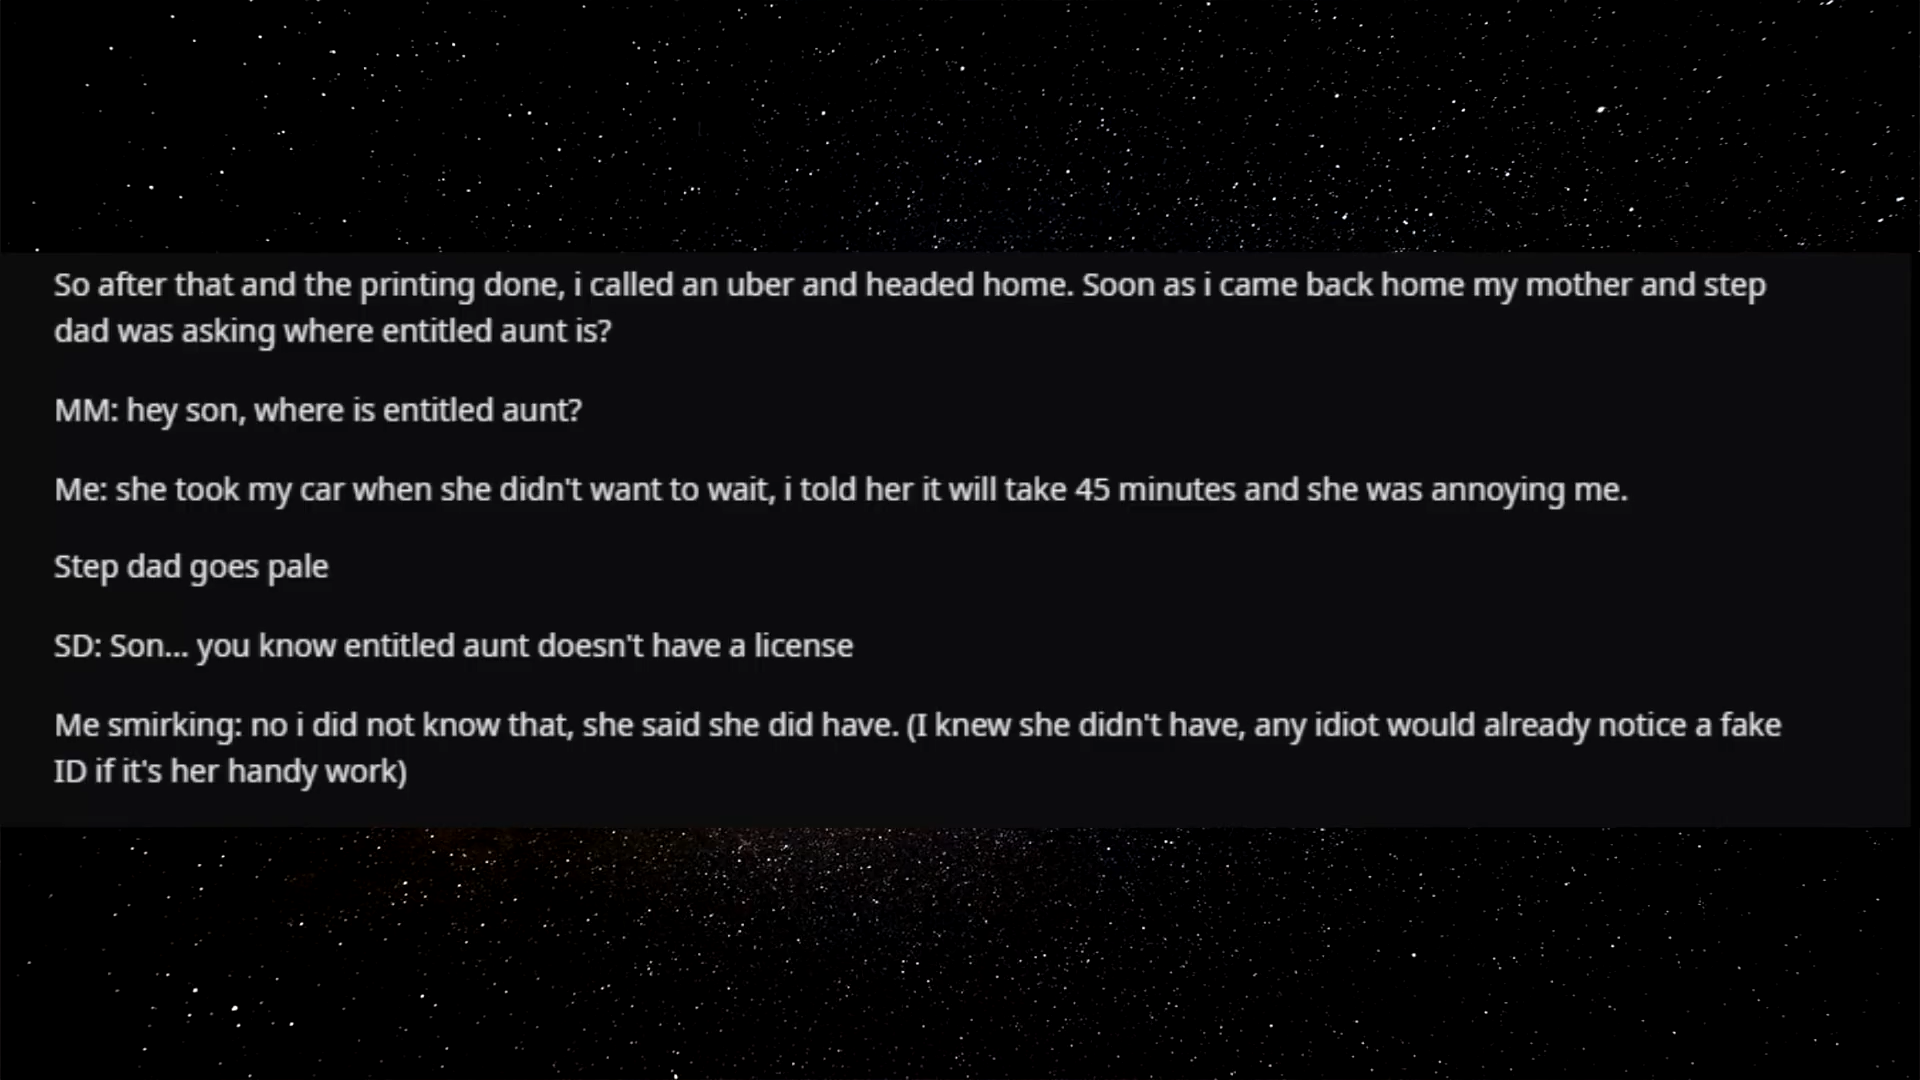 So after that and the printing done, i called an uber and headed home. Soon as i came back home my mother and step
dad was asking where entitled aunt is?
MM: hey son, where is entitled aunt?
Me: she took my car when she didn't want to wait, i told her it will take 45 minutes and she was annoying me.
Step dad goes pale
SD: Son... you know entitled aunt doesn't have a license
Me smirking: no i did not know that, she said she did have. (I knew she didn't have, any idiot would already notice a fake
ID if it's her handy work)